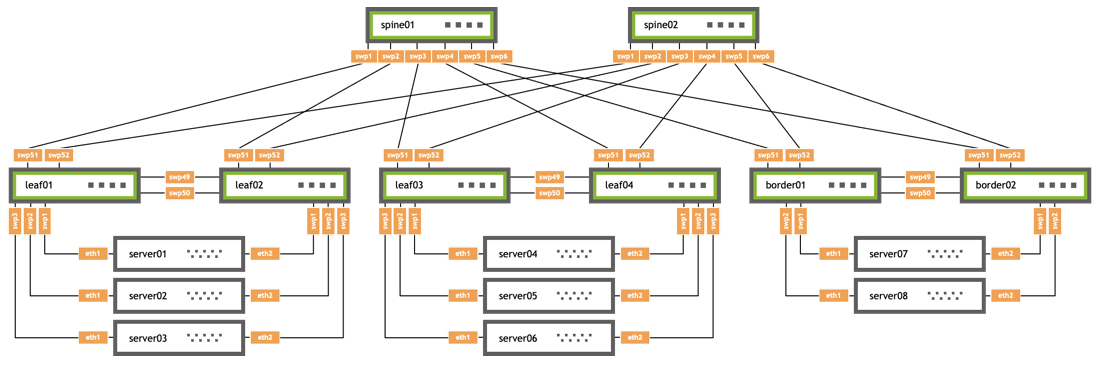 spine01 spine02
swp1 swp2 swp3 swp4 swp5 swp6 swp1 swp2 swp3 swp4 swp5 swp6
swp51 swp52 swp51 swp52 swp51 swp52 swp51 swp52 swp51 swp52 swp51 swp52
swp49 swp49 swp49
leaf01 leaf02 leaf03 leaf04 border01 border02
swp50 swp50 swp50
swp3 swp2 swp1 swp1 swp2 swp3 swp3 swp2 swp1 swp1 swp2 swp3 swp2 swp1 swp1 swp2
eth1 server01 eth2 eth1 server04 eth2 eth1 server07 eth2
eth1 server02 eth2 eth1 server05 eth2 eth1 server08 eth2
eth1 server03 eth2 eth1 server06 eth2